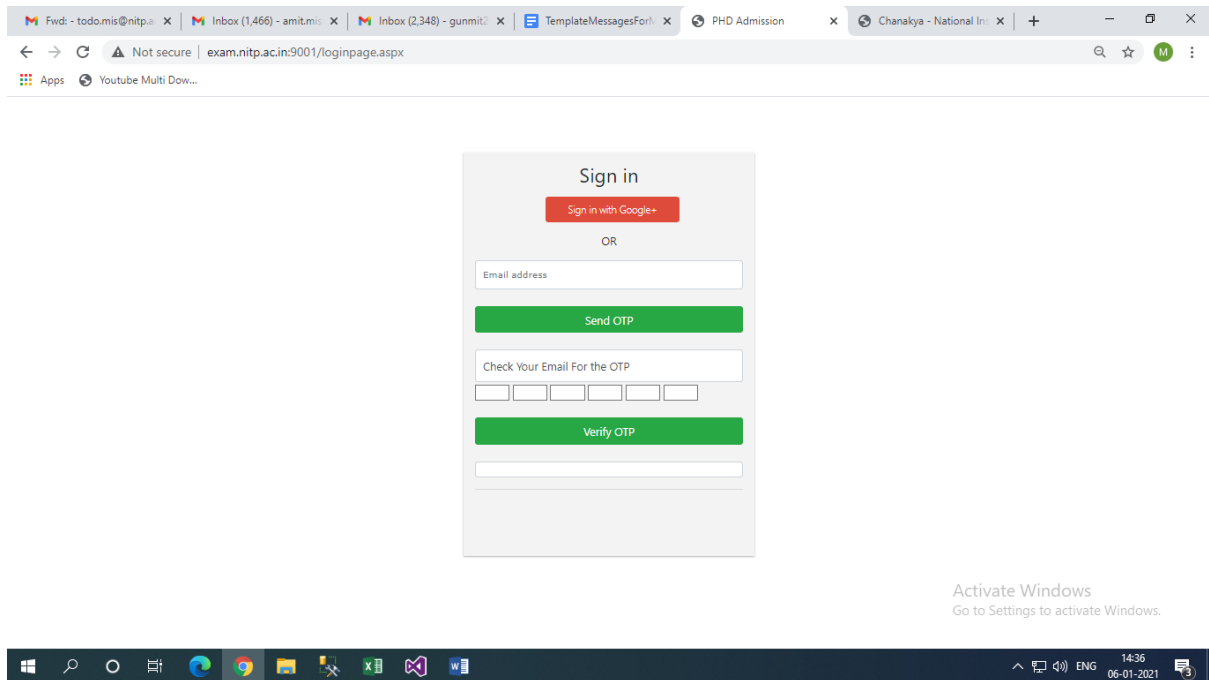 Fwd: - todo.mis@nitp.a
Inbox (1,466) - amit.mis
Inbox (2,348) - gunmit2
TemplateMessagesForM
PHD Admission
Chanakya - National Ins
Not secure | exam.nitp.ac.in:9001/loginpage.aspx
M
Apps
Youtube Multi Dow...
Sign in
Sign in with Google+
OR
Email address
Send OTP
Check Your Email For the OTP
Verify OTP
Activate Windows
Go to Settings to activate Windows.
ENG
14:36
06-01-2021
3